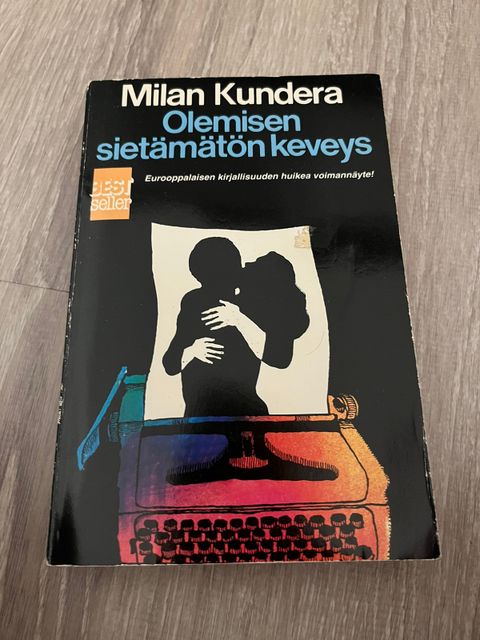 Milan Kundera
Olemisen
sietämätön keveys
Eurooppalaisen kirjallisuuden huikea voimannäyte!
BEST
seller